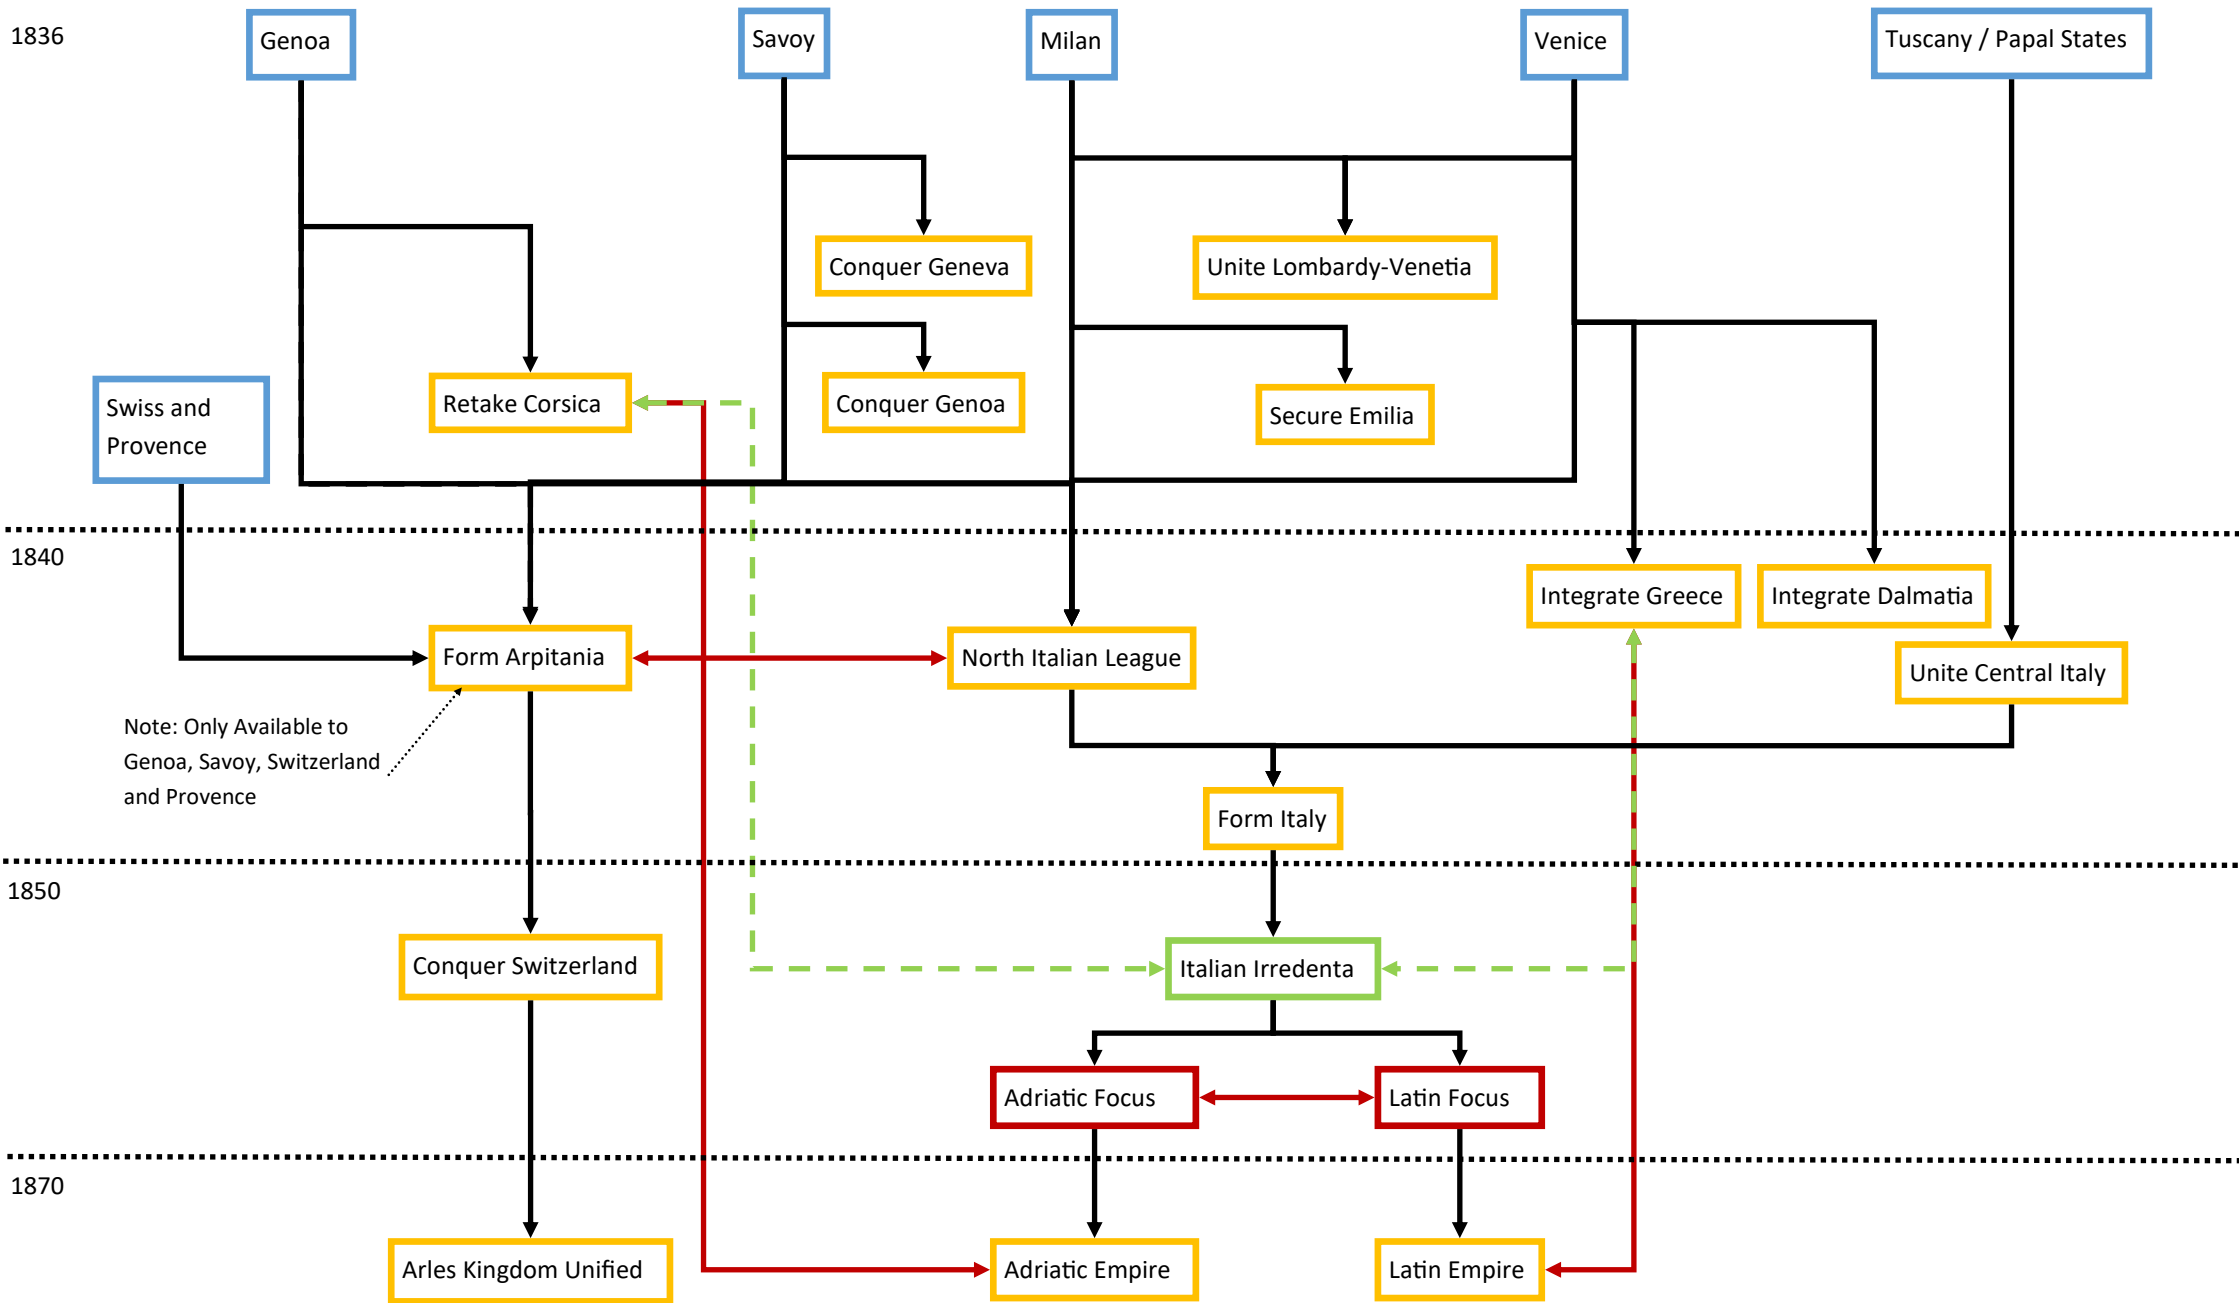 1836
Genoa
Savoy
Milan
Venice
Tuscany / Papal States
Conquer Geneva
Unite Lombardy-Venetia
Swiss and
Provence
Retake Corsica
Conquer Genoa
Secure Emilia
1840
Integrate Greece
Integrate Dalmatia
Form Arpitania
North Italian League
Unite Central Italy
Note: Only Available to
Genoa, Savoy, Switzerland
and Provence
Form Italy
1850
Conquer Switzerland
Italian Irredenta
Adriatic Focus
Latin Focus
1870
Arles Kingdom Unified
Adriatic Empire
Latin Empire